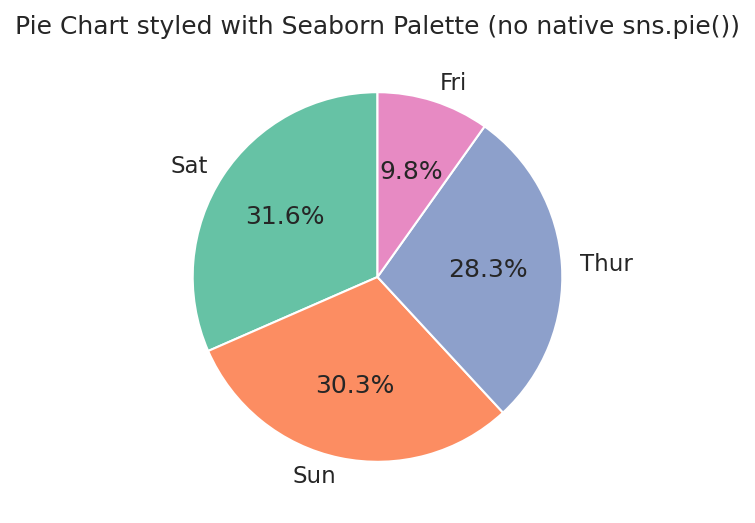 Pie Chart styled with Seaborn Palette (no native sns.pie())
Fri
Sat
9.8%
31.6%
Thur
28.3%
30.3%
Sun